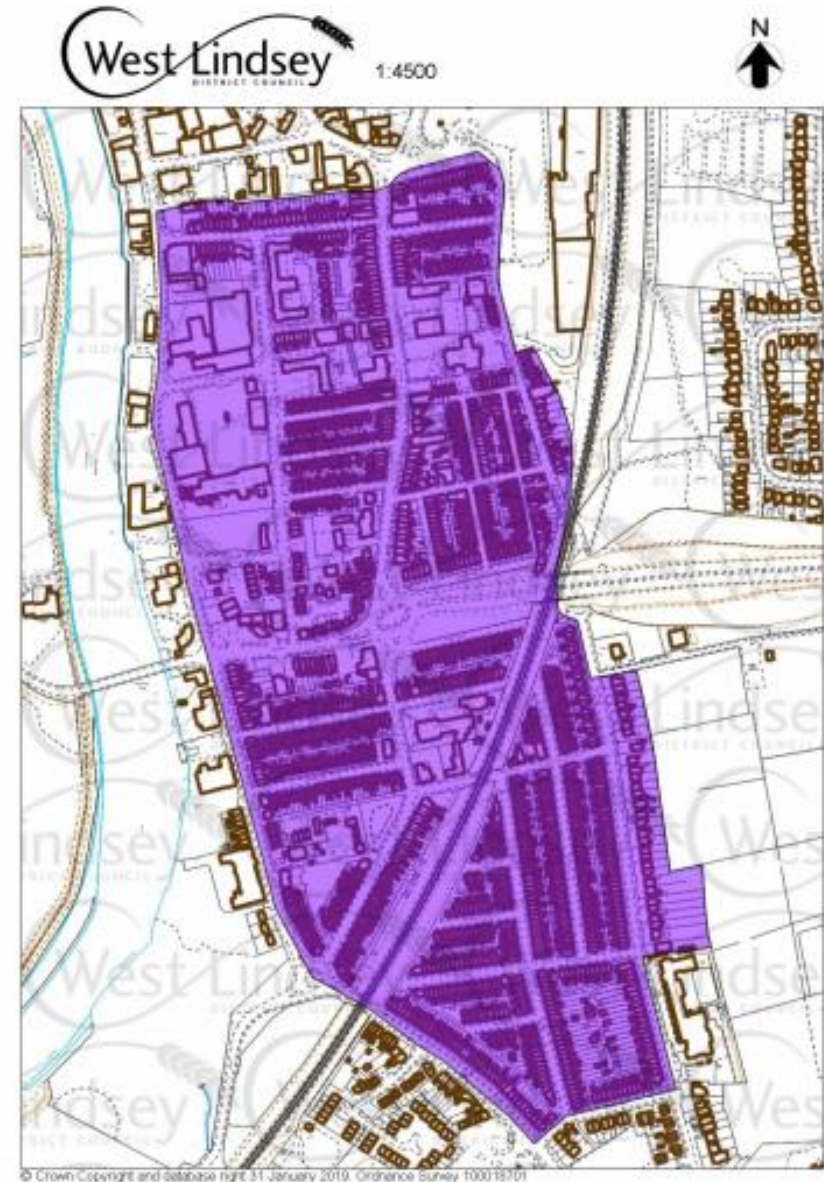 West Lindsey
DISTRICT COUNCIL
1:4500
N
© Crown Copyright and database right 31 January 2019. Ordnance Survey 100018701